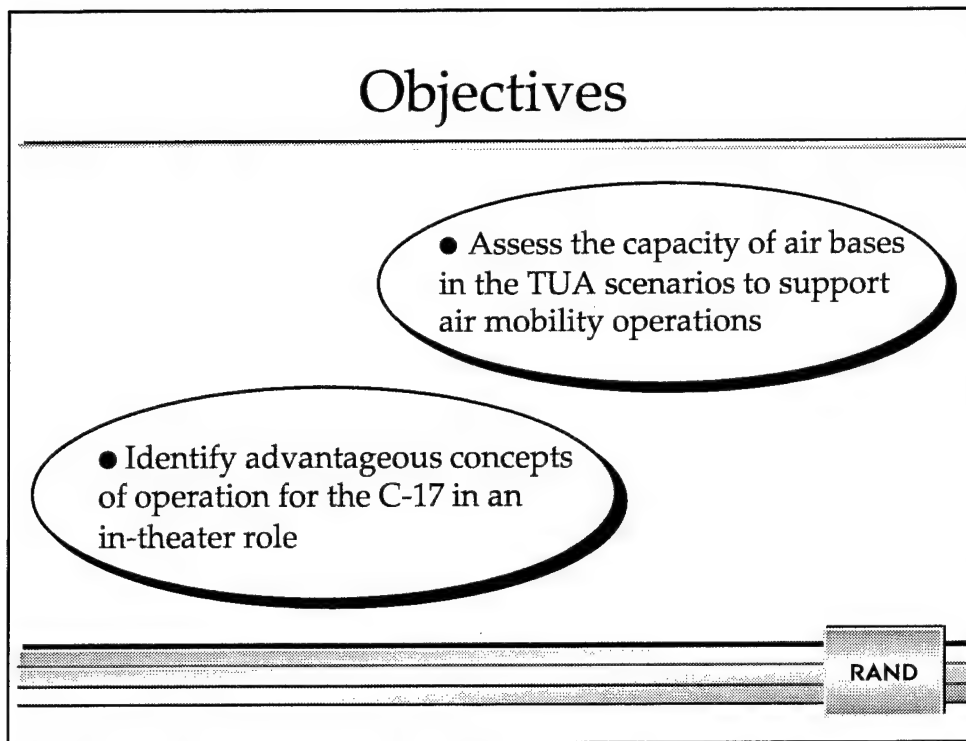 Objectives
● Assess the capacity of air bases
in the TUA scenarios to support
air mobility operations
● Identify advantageous concepts
of operation for the C-17 in an
in-theater role
RAND